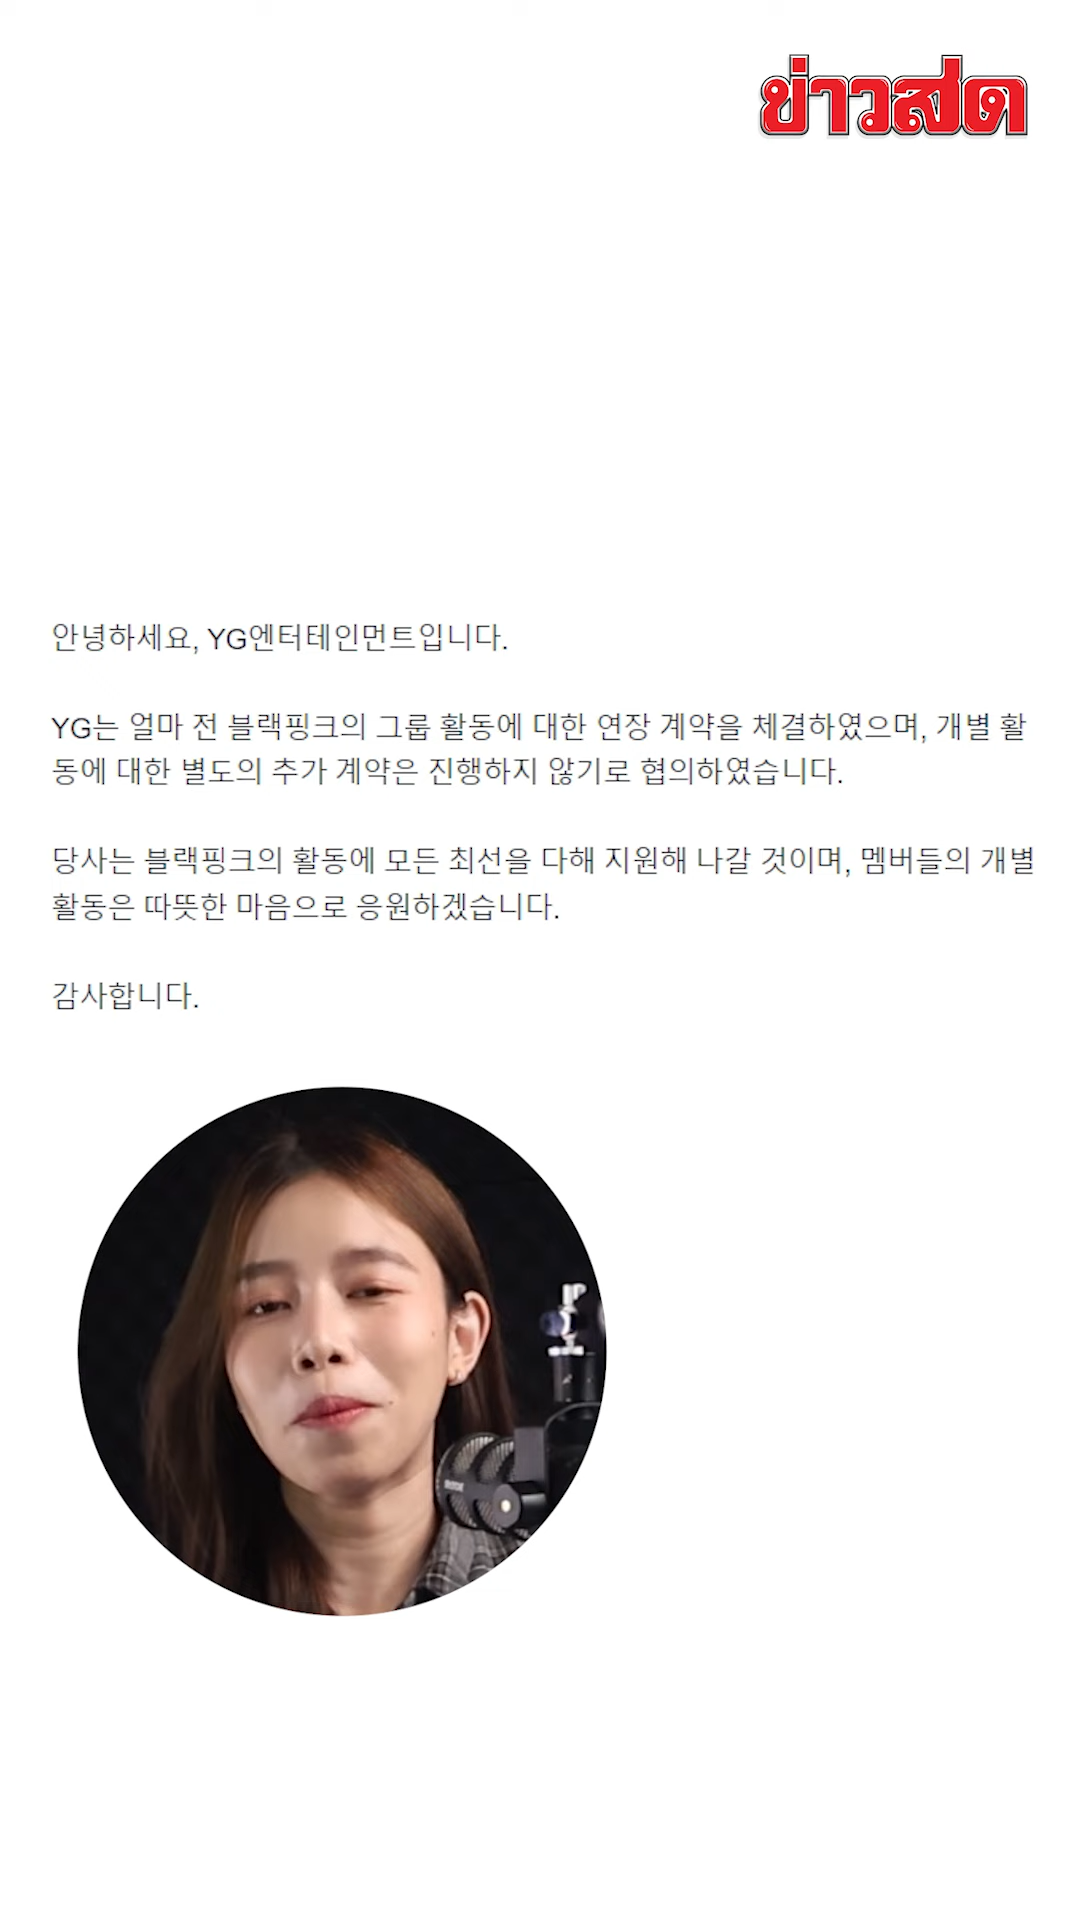 ข่าวสด
안녕하세요, YG엔터테인먼트입니다.
YG는 얼마 전 블랙핑크의 그룹 활동에 대한 연장 계약을 체결하였으며, 개별 활
동에 대한 별도의 추가 계약은 진행하지 않기로 협의하였습니다.
당사는 블랙핑크의 활동에 모든 최선을 다해 지원해 나갈 것이며, 멤버들의 개별
활동은 따뜻한 마음으로 응원하겠습니다.
감사합니다.